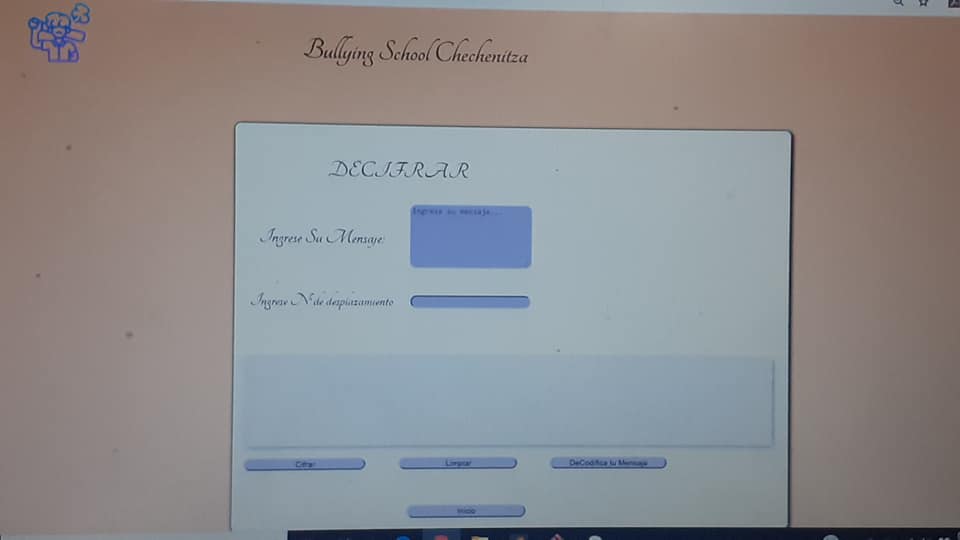 Bullying School Chechenitza
DECIFRAR
Ingrese su mensaje...
Ingrese Su Mensaje:
Ingrese N° de desplazamiento
Cifrar
Limpiar
DeCodifica tu Mensaje
Inicio